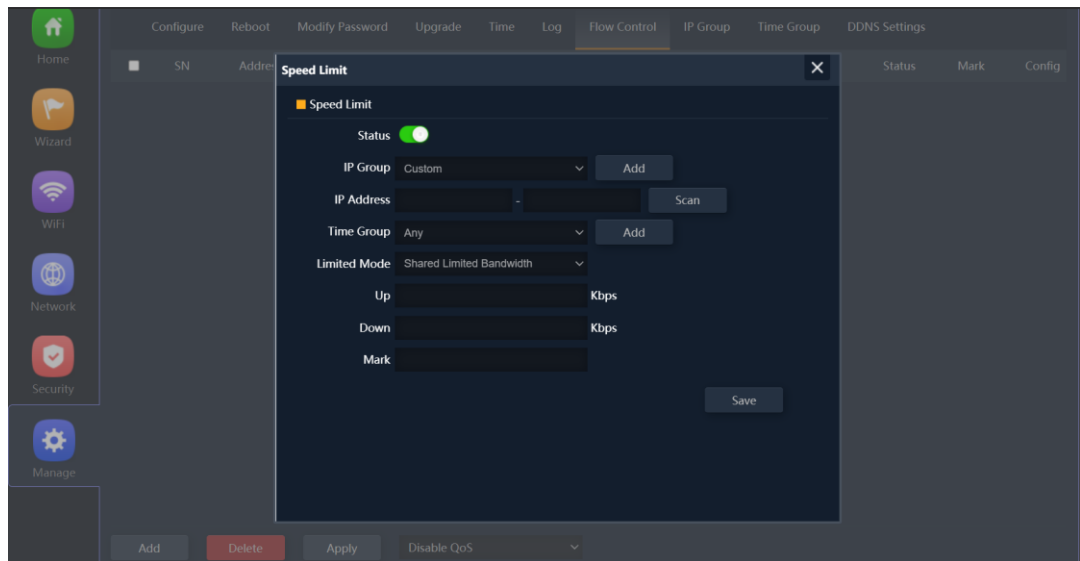 Configure Reboot Modify Password Upgrade Time Log Flow Control IP Group Time Group DDNS Settings
Home
SN Status Mark Config
Speed Limit
Speed Limit
Status
Wizard
IP Group Custom Add
IP Address - Scan
WiFi
Time Group Any Add
Limited Mode Shared Limited Bandwidth
Up Kbps
Network
Down Kbps
Mark
Security
Save
Manage
Add Delete Apply Disable QoS